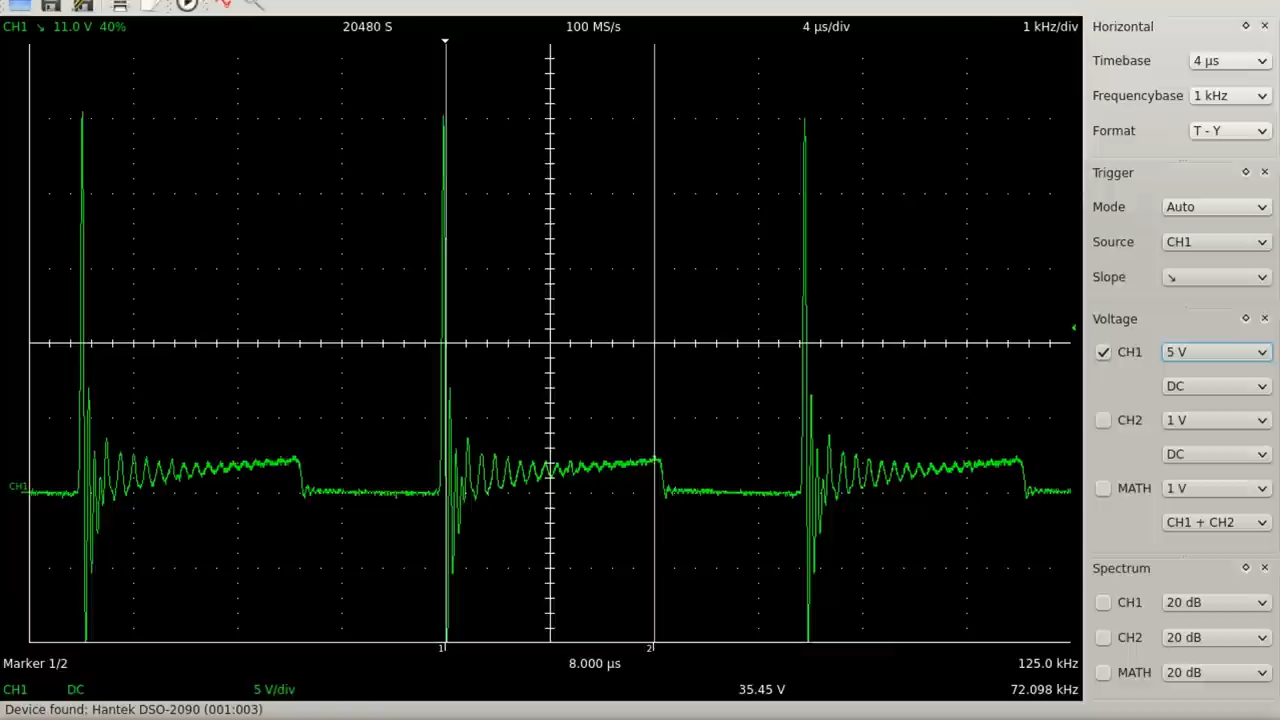 CH1 ↘ 11.0 V 40% 20480 S 100 MS/s 4 µs/div 1 kHz/div
Horizontal
Timebase 4 µs
Frequencybase 1 kHz
Format T - Y
Trigger
Mode Auto
Source CH1
Slope ↘
Voltage
CH1 5 V
DC
CH2 1 V
DC
MATH 1 V
CH1 + CH2
Spectrum
CH1 20 dB
CH2 20 dB
MATH 20 dB
CH1
1 2
Marker 1/2 8.000 µs 125.0 kHz
CH1 DC 5 V/div 35.45 V 72.098 kHz
Device found: Hantek DSO-2090 (001:003)